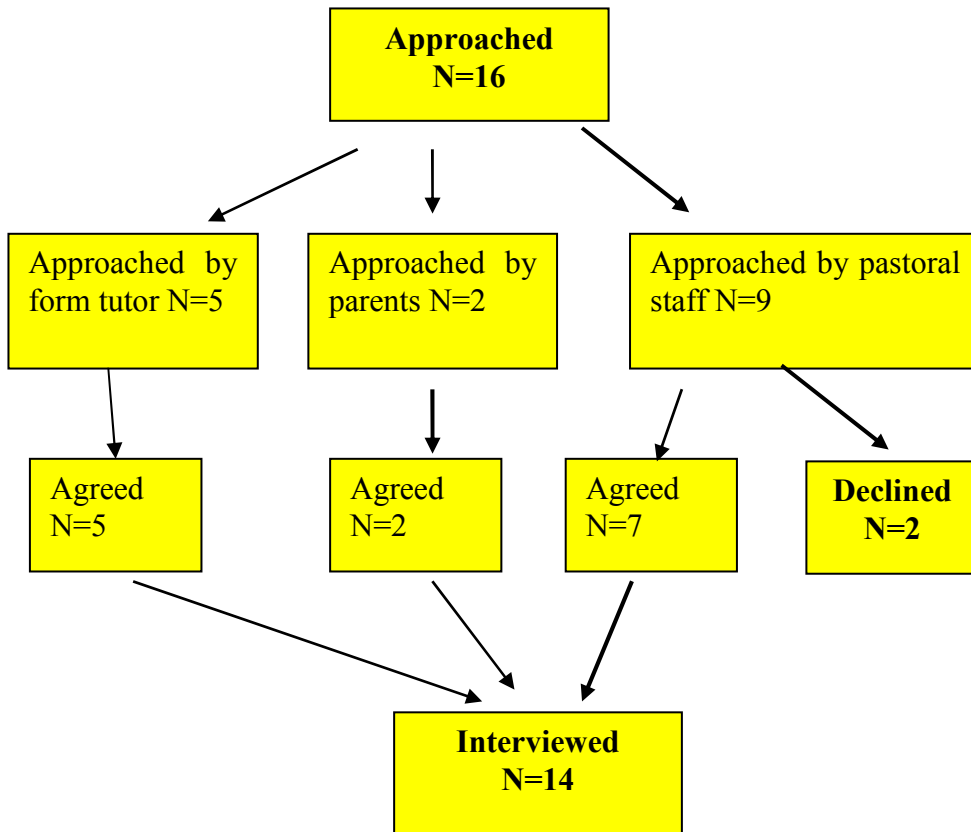 Approached
N=16
Approached by
form tutor N=5
Approached by
parents N=2
Approached by pastoral
staff N=9
Agreed
N=5
Agreed
N=2
Agreed
N=7
Declined
N=2
Interviewed
N=14